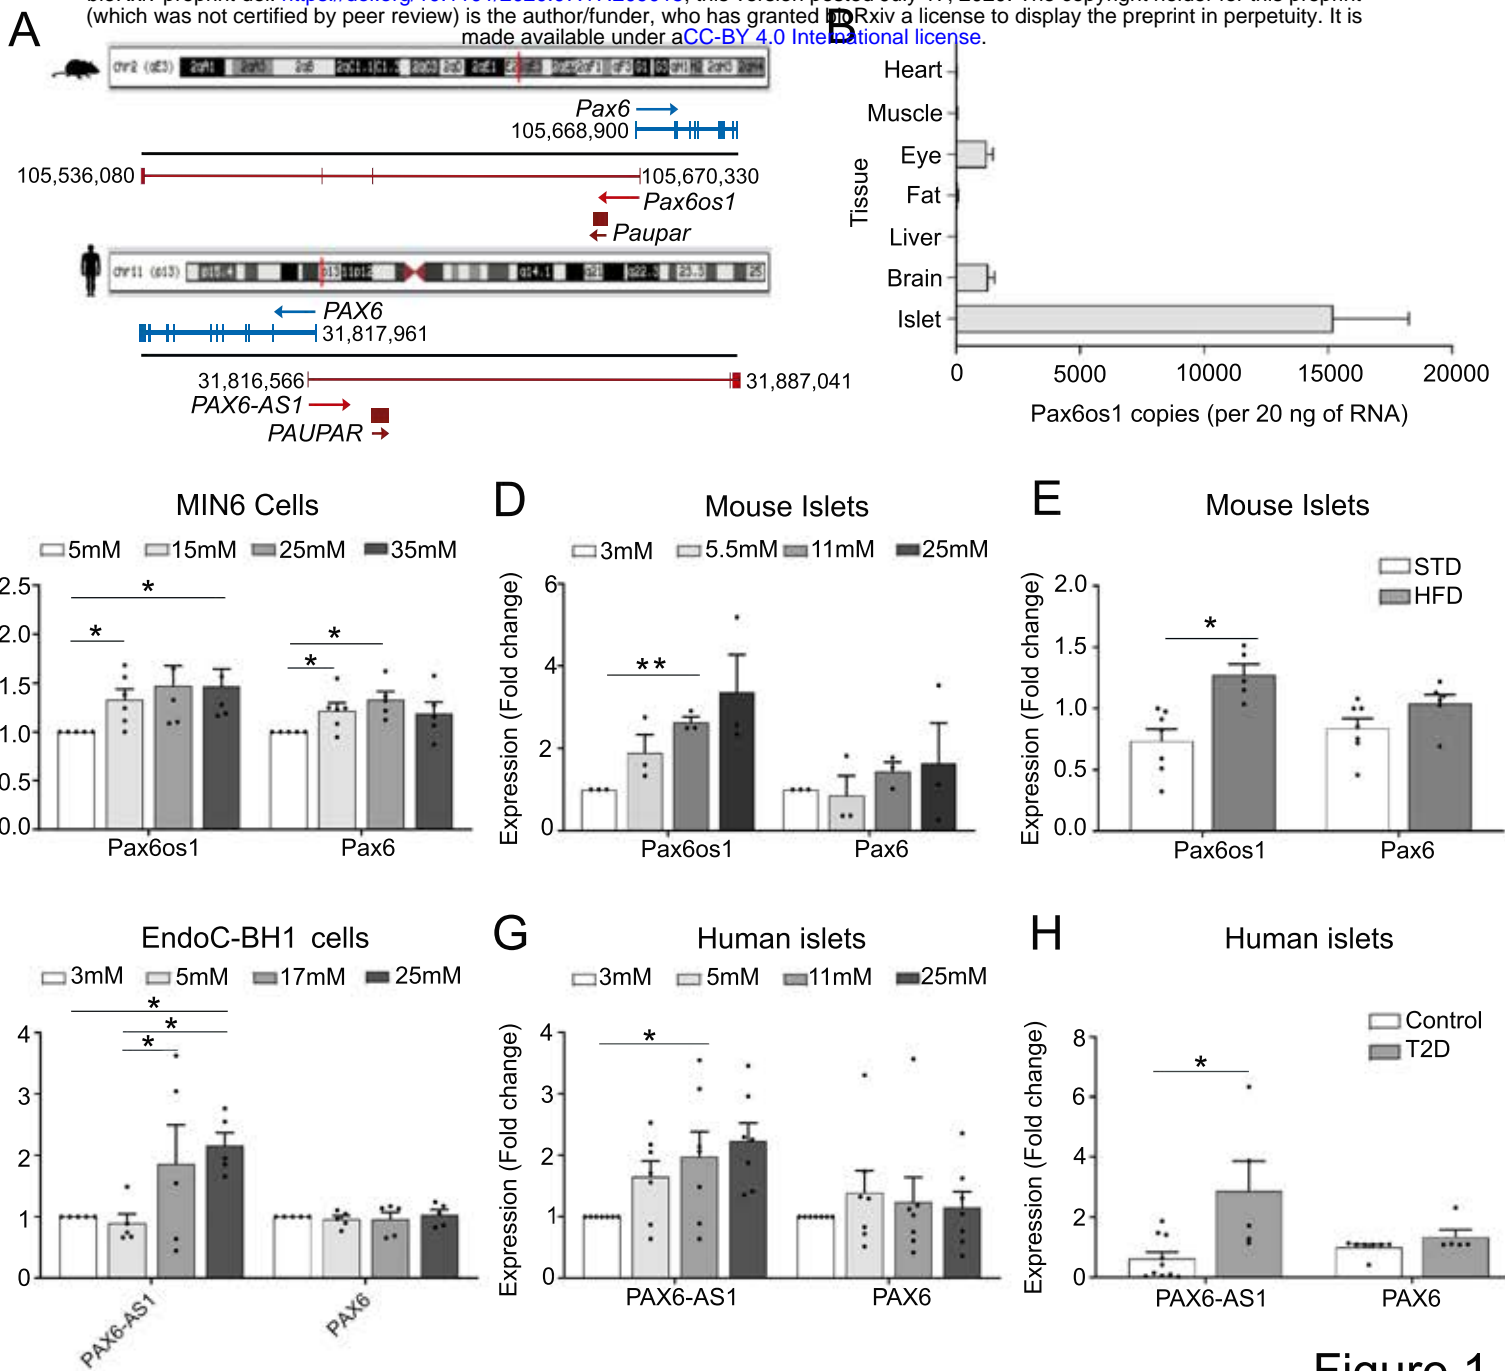 (which was not certified by peer review) is the author/funder, who has granted bioRxiv a license to display the preprint in perpetuity. It is
made available under aCC-BY 4.0 International license.
A
chr2 (qE3)
Pax6
105,668,900
105,536,080
105,670,330
Pax6os1
Paupar
chr11 (p13)
PAX6
31,817,961
31,816,566
31,887,041
PAX6-AS1
PAUPAR
B
Tissue
Heart
Muscle
Eye
Fat
Liver
Brain
Islet
0 5000 10000 15000 20000
Pax6os1 copies (per 20 ng of RNA)
MIN6 Cells
5mM 15mM 25mM 35mM
2.5
2.0
1.5
1.0
0.5
0.0
* * * *
Pax6os1 Pax6
D
Mouse Islets
3mM 5.5mM 11mM 25mM
Expression (Fold change)
6
4
2
0
**
Pax6os1 Pax6
E
Mouse Islets
STD
HFD
Expression (Fold change)
2.0
1.5
1.0
0.5
0.0
*
Pax6os1 Pax6
EndoC-BH1 cells
3mM 5mM 17mM 25mM
4
3
2
1
0
* * *
PAX6-AS1 PAX6
G
Human islets
3mM 5mM 11mM 25mM
Expression (Fold change)
4
3
2
1
0
*
PAX6-AS1 PAX6
H
Human islets
Control
T2D
Expression (Fold change)
8
6
4
2
0
*
PAX6-AS1 PAX6
Figure 1